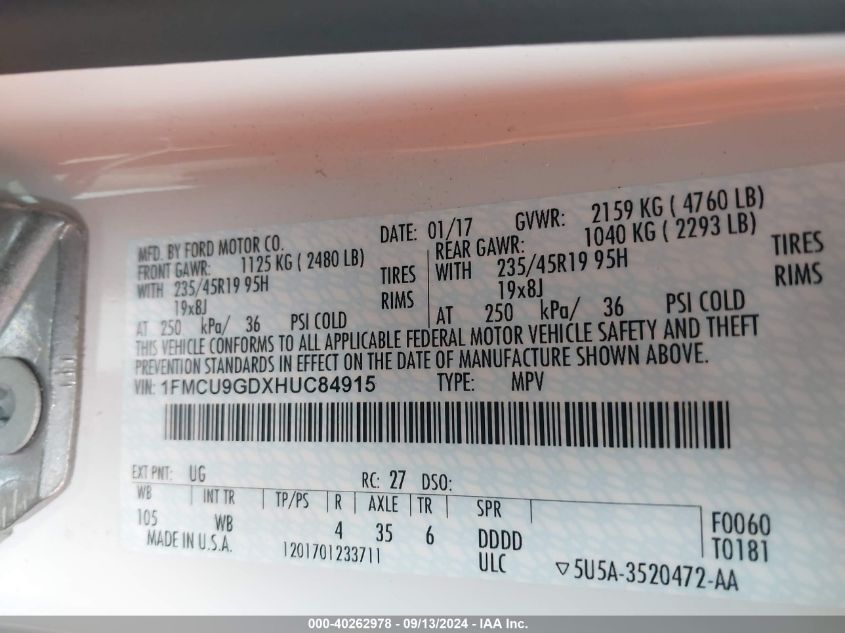 MFD. BY FORD MOTOR CO. DATE: 01/17 GVWR: 2159 KG ( 4760 LB)
FRONT GAWR: 1125 KG ( 2480 LB) REAR GAWR: 1040 KG ( 2293 LB)
WITH 235/45R19 95H TIRES WITH 235/45R19 95H TIRES
19x8J RIMS 19x8J RIMS
AT 250 kPa/ 36 PSI COLD AT 250 kPa/ 36 PSI COLD
THIS VEHICLE CONFORMS TO ALL APPLICABLE FEDERAL MOTOR VEHICLE SAFETY AND THEFT
PREVENTION STANDARDS IN EFFECT ON THE DATE OF MANUFACTURE SHOWN ABOVE.
VIN: 1FMCU9GDXHUC84915 TYPE: MPV
EXT PNT: UG RC: 27 DSO:
WB INT TR TP/PS R AXLE TR SPR
105 WB 4 35 6 DDDD F0060
MADE IN U.S.A. 1201701233711 ULC T0181
▽5U5A-3520472-AA
000-40262978 - 09/13/2024 - IAA Inc.